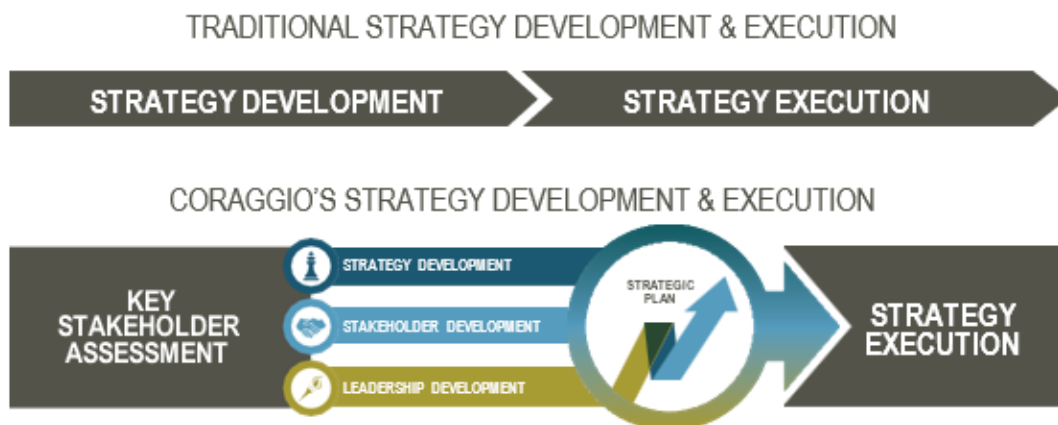 TRADITIONAL STRATEGY DEVELOPMENT & EXECUTION
STRATEGY DEVELOPMENT
STRATEGY EXECUTION
CORAGGIO'S STRATEGY DEVELOPMENT & EXECUTION
KEY
STAKEHOLDER
ASSESSMENT
STRATEGY DEVELOPMENT
STAKEHOLDER DEVELOPMENT
LEADERSHIP DEVELOPMENT
STRATEGIC
PLAN
STRATEGY
EXECUTION